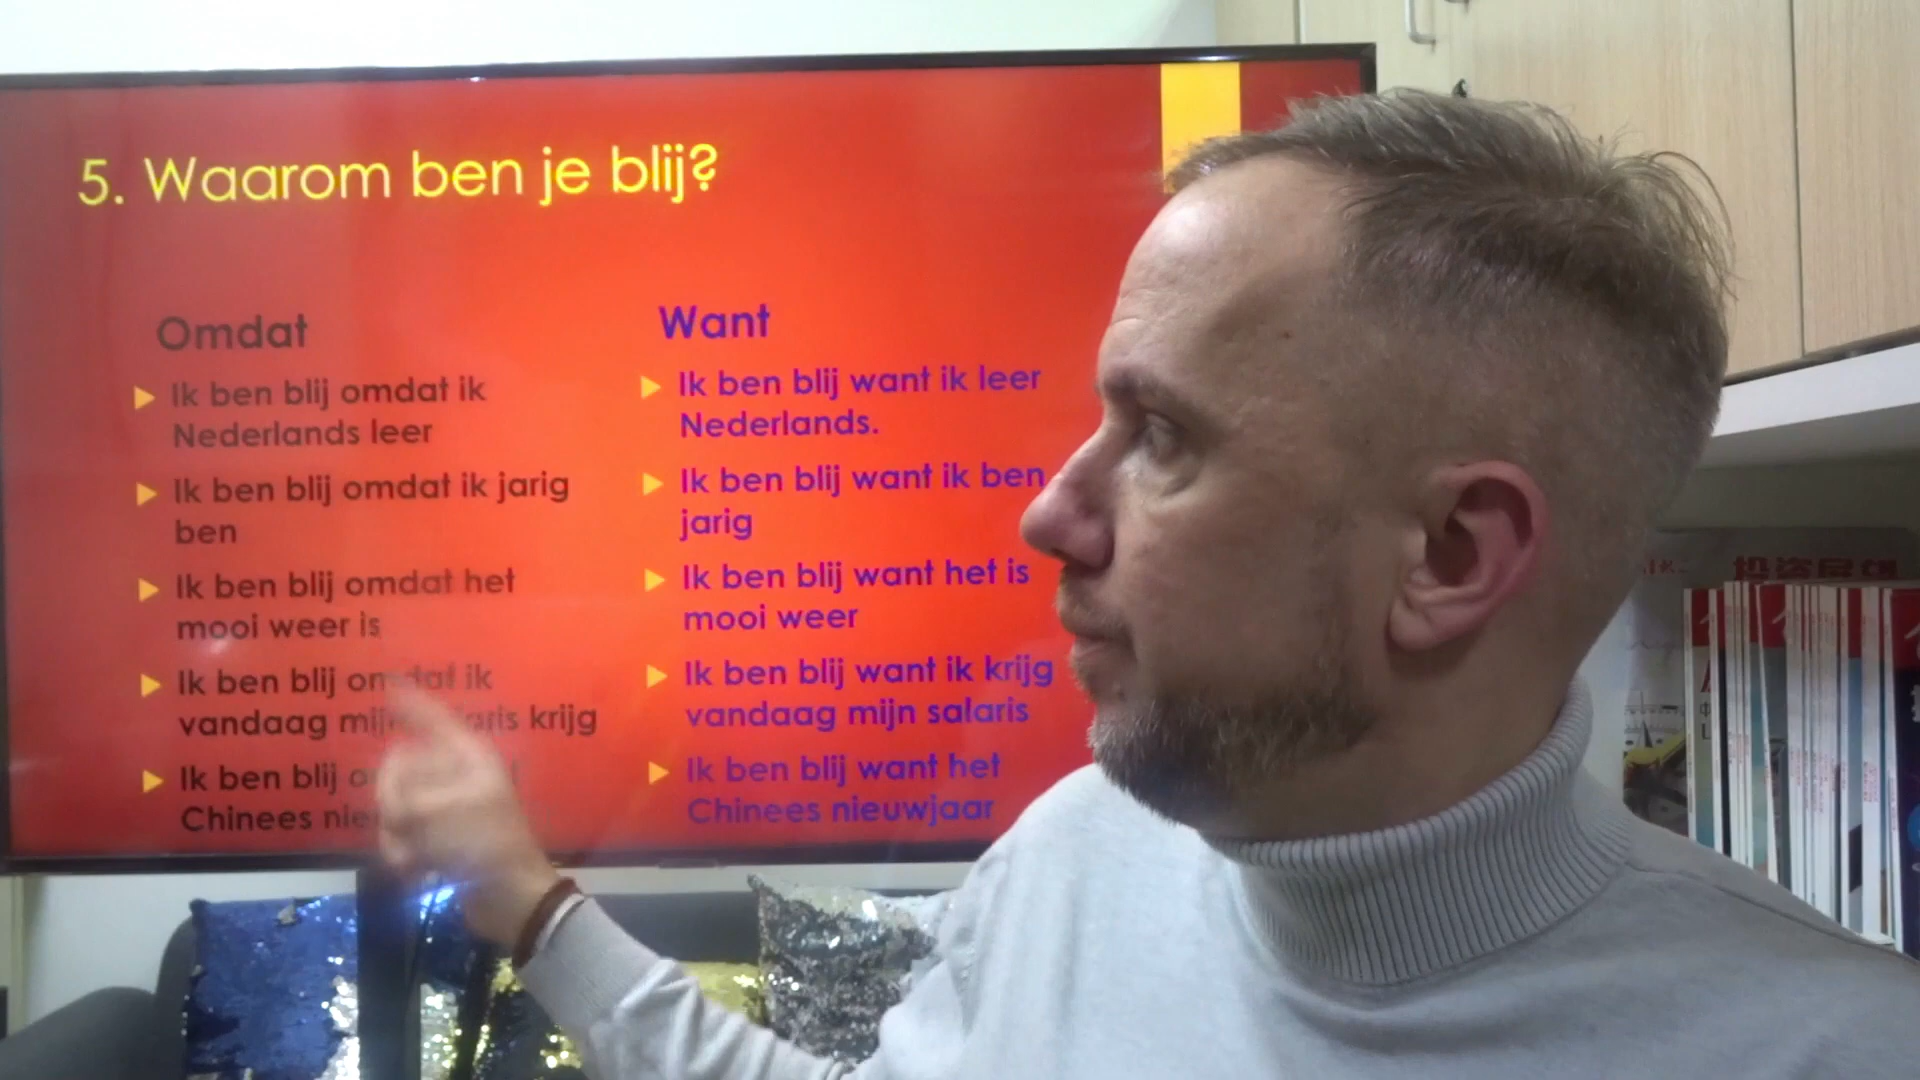 5. Waarom ben je blij?
Omdat
Ik ben blij omdat ik
Nederlands leer
Ik ben blij omdat ik jarig
ben
Ik ben blij omdat het
mooi weer is
Ik ben blij omdat ik
vandaag mijn salaris krijg
Ik ben blij
Chinees
Want
Ik ben blij want ik leer
Nederlands.
Ik ben blij want ik ben
jarig
Ik ben blij want het is
mooi weer
Ik ben blij want ik krijg
vandaag mijn salaris
Ik ben blij want het
Chinees nieuwjaar